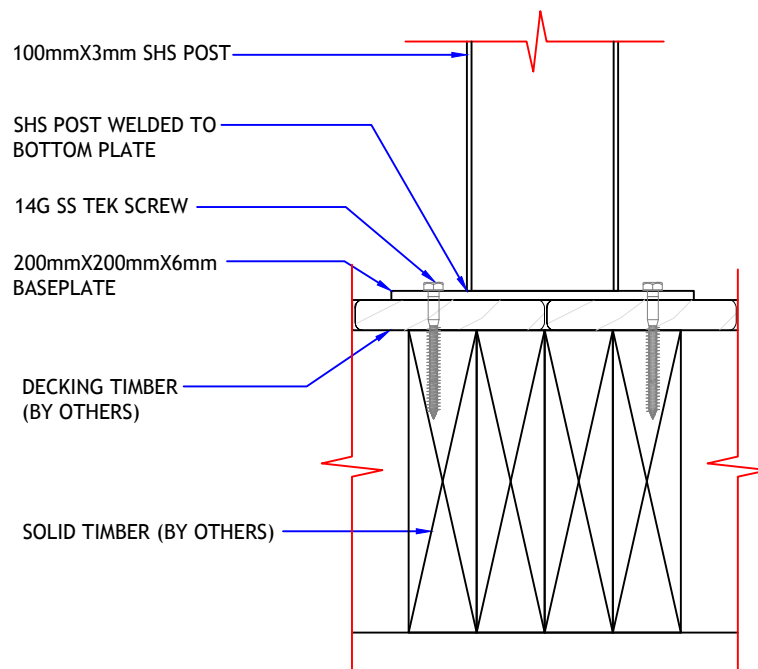 100mmX3mm SHS POST
SHS POST WELDED TO
BOTTOM PLATE
14G SS TEK SCREW
200mmX200mmX6mm
BASEPLATE
DECKING TIMBER
(BY OTHERS)
SOLID TIMBER (BY OTHERS)